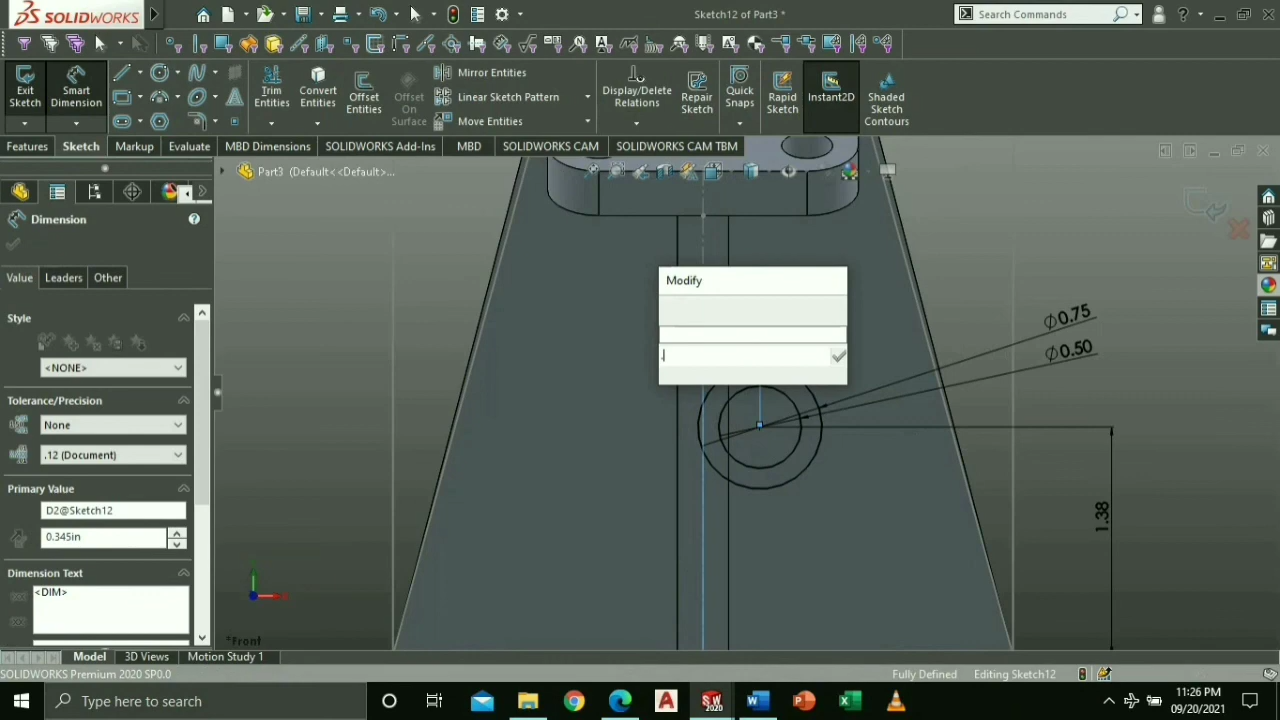 SOLIDWORKS
Sketch12 of Part3 *
Search Commands
?
Exit Sketch
Smart Dimension
Trim Entities
Convert Entities
Offset Entities
Offset On Surface
Mirror Entities
Linear Sketch Pattern
Move Entities
Display/Delete Relations
Repair Sketch
Quick Snaps
Rapid Sketch
Instant2D
Shaded Sketch Contours
Features
Sketch
Markup
Evaluate
MBD Dimensions
SOLIDWORKS Add-Ins
MBD
SOLIDWORKS CAM
SOLIDWORKS CAM TBM
Part3 (Default<<Default>...
Dimension
?
Value
Leaders
Other
Style
<NONE>
Tolerance/Precision
None
.12 (Document)
Primary Value
D2@Sketch12
0.345in
Dimension Text
<DIM>
Modify
.
∅0.75
∅0.50
1.38
*Front
Model
3D Views
Motion Study 1
SOLIDWORKS Premium 2020 SP0.0
Fully Defined
Editing Sketch12
Type here to search
11:26 PM
09/20/2021